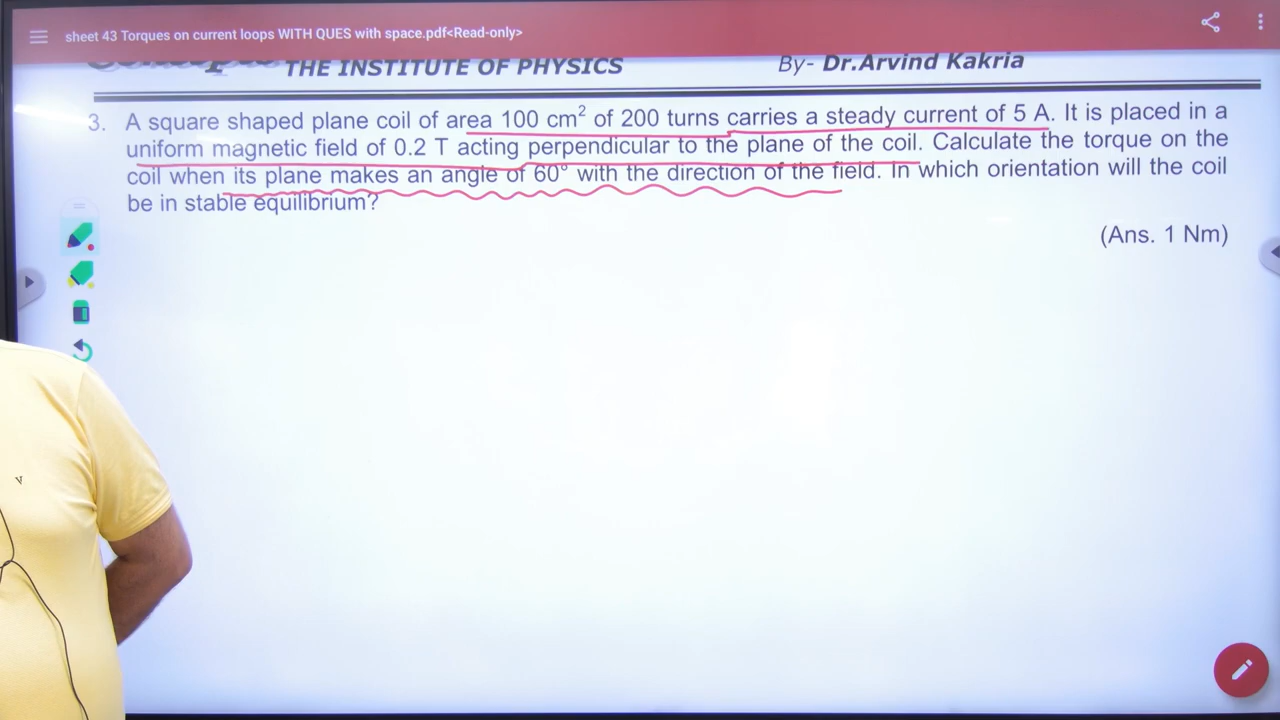 sheet 43 Torques on current loops WITH QUES with space.pdf<Read-only>
Concepts THE INSTITUTE OF PHYSICS By- Dr.Arvind Kakria
3. A square shaped plane coil of area 100 cm² of 200 turns carries a steady current of 5 A. It is placed in a
uniform magnetic field of 0.2 T acting perpendicular to the plane of the coil. Calculate the torque on the
coil when its plane makes an angle of 60° with the direction of the field. In which orientation will the coil
be in stable equilibrium?
(Ans. 1 Nm)
v